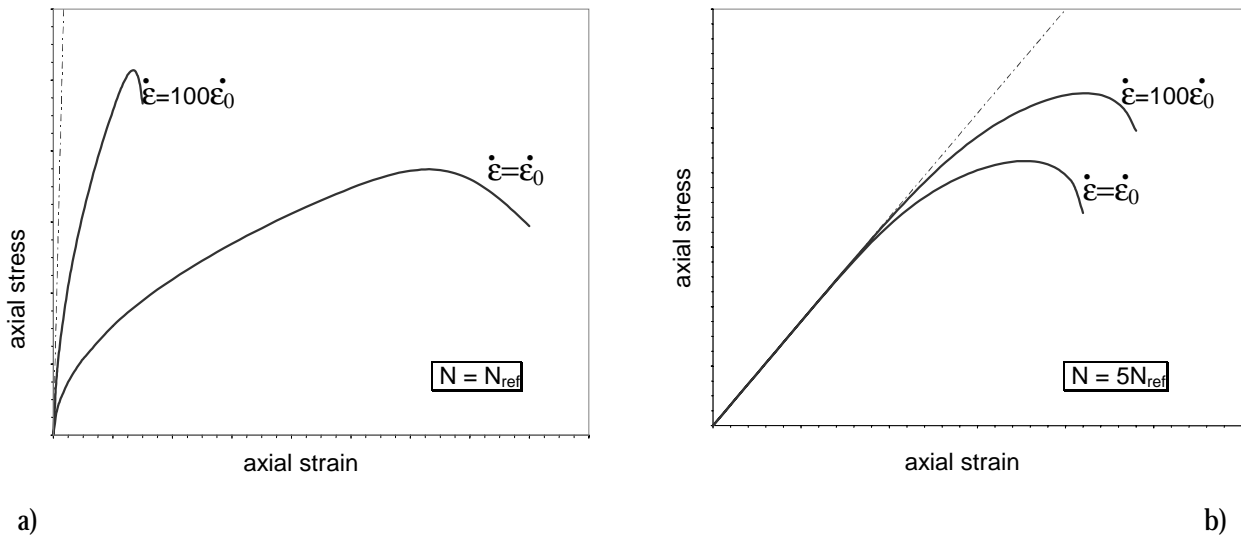 ε̇=100ε̇₀
ε̇=ε̇₀
axial stress
N = Nref
axial strain
a)
ε̇=100ε̇₀
ε̇=ε̇₀
axial stress
N = 5Nref
axial strain
b)